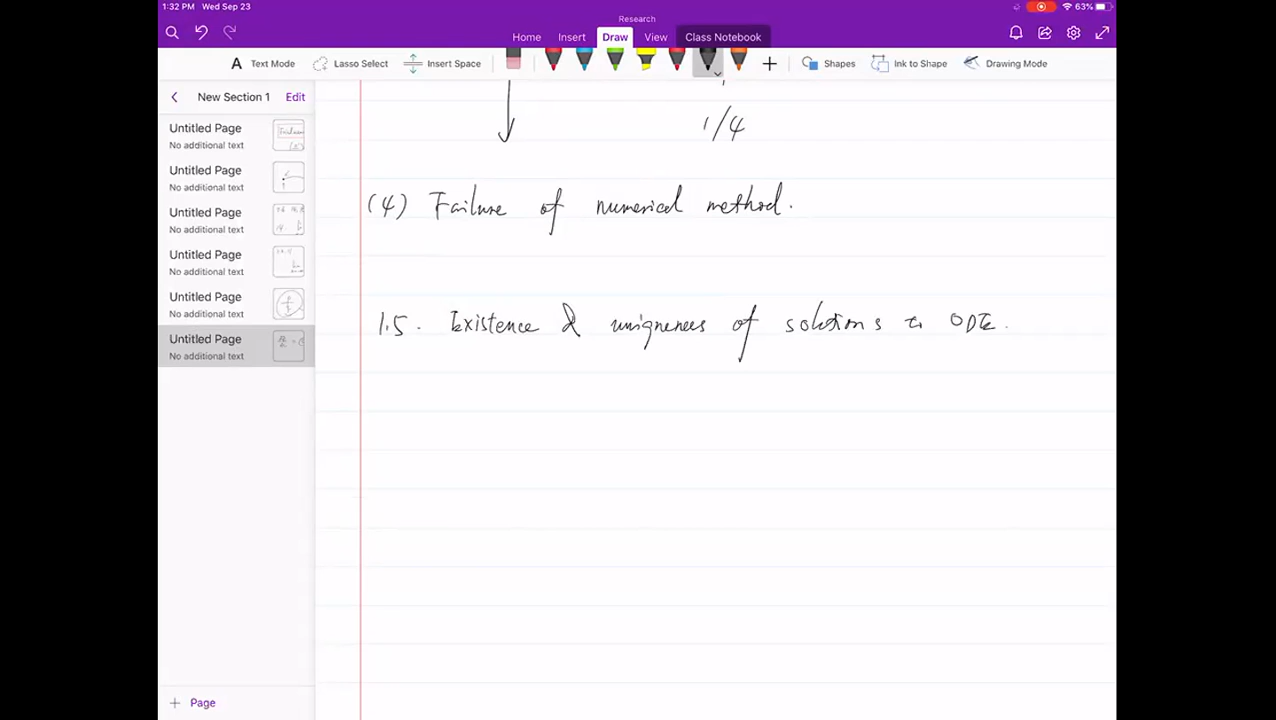 1:32 PM Wed Sep 23
63%
Research
Home Insert Draw View Class Notebook
Text Mode Lasso Select Insert Space Shapes Ink to Shape Drawing Mode
New Section 1 Edit
Untitled Page
No additional text
Untitled Page
No additional text
Untitled Page
No additional text
Untitled Page
No additional text
Untitled Page
No additional text
Untitled Page
No additional text
Page
1/4
(4) Failure of numerical method.
1.5. Existence & uniqueness of solutions to ODE.